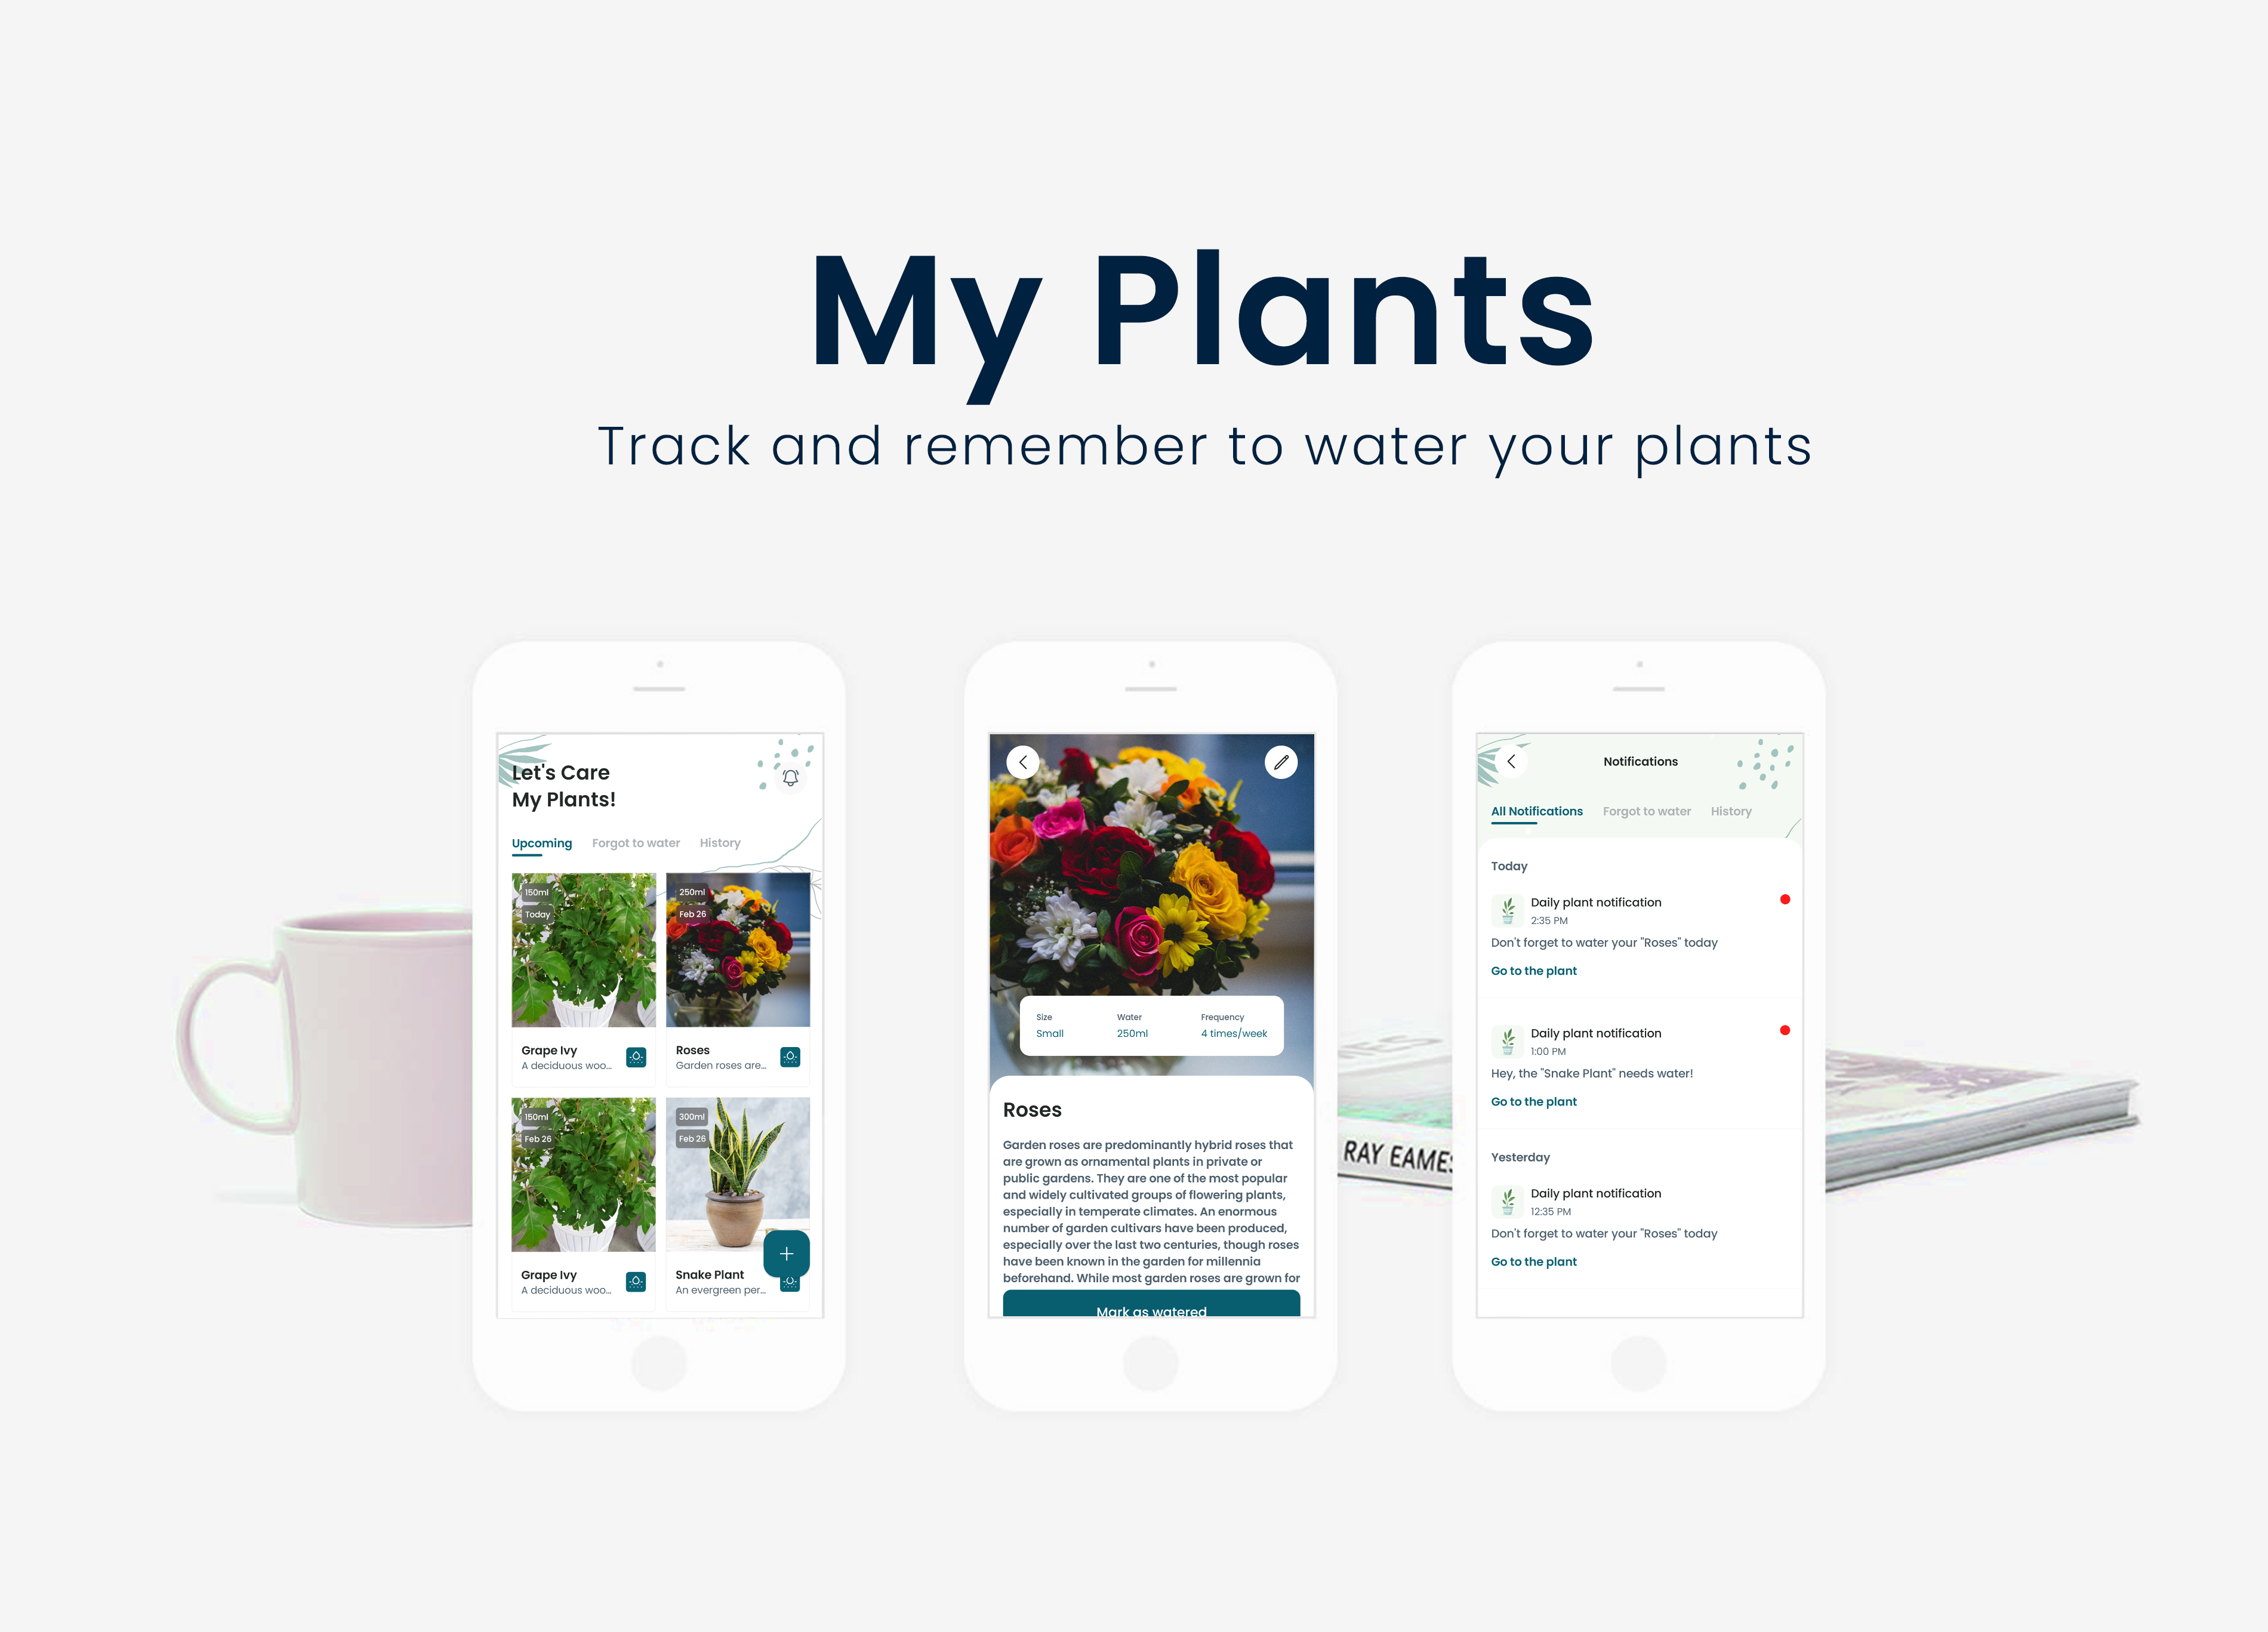 My Plants
Track and remember to water your plants
Let's Care
My Plants!
Upcoming
Forgot to water
History
150ml
Today
Grape Ivy
A deciduous woo...
250ml
Feb 26
Roses
Garden roses are...
150ml
Feb 26
Grape Ivy
A deciduous woo...
300ml
Feb 26
Snake Plant
An evergreen per...
Size
Small
Water
250ml
Frequency
4 times/week
Roses
Garden roses are predominantly hybrid roses that
are grown as ornamental plants in private or
public gardens. They are one of the most popular
and widely cultivated groups of flowering plants,
especially in temperate climates. An enormous
number of garden cultivars have been produced,
especially over the last two centuries, though roses
have been known in the garden for millennia
beforehand. While most garden roses are grown for
Mark as watered
RAY EAMES
Notifications
All Notifications
Forgot to water
History
Today
Daily plant notification
2:35 PM
Don't forget to water your "Roses" today
Go to the plant
Daily plant notification
1:00 PM
Hey, the "Snake Plant" needs water!
Go to the plant
Yesterday
Daily plant notification
12:35 PM
Don't forget to water your "Roses" today
Go to the plant